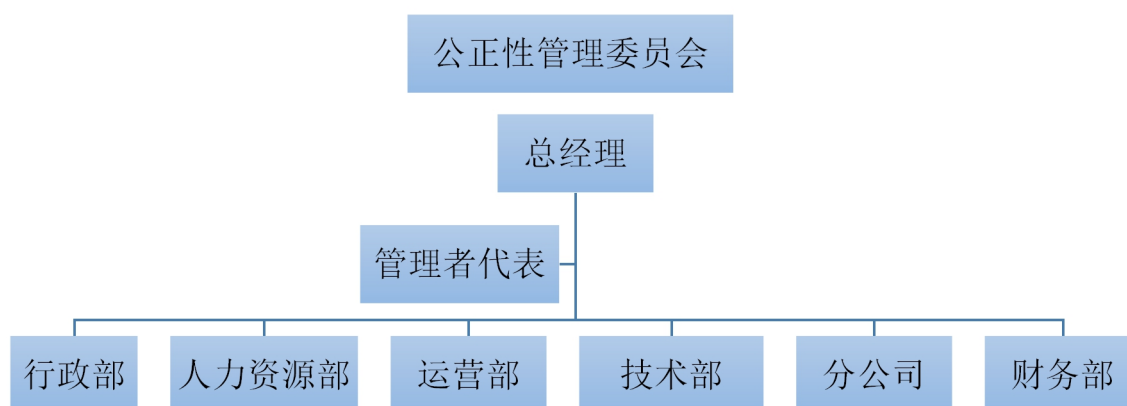 公正性管理委员会
总经理
管理者代表
行政部
人力资源部
运营部
技术部
分公司
财务部